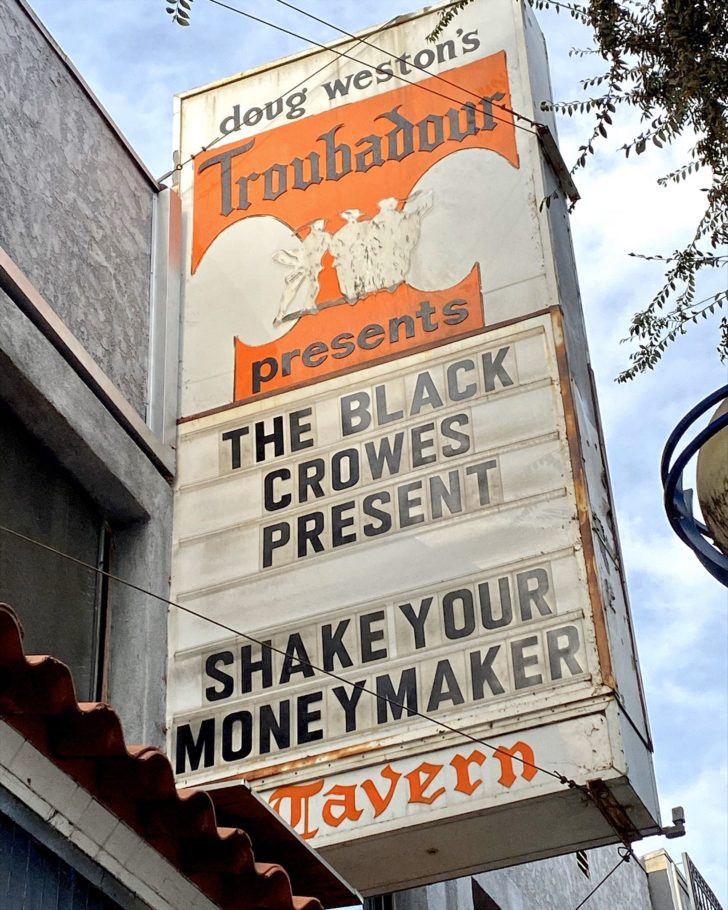 doug weston's
Troubadour
presents
THE BLACK
CROWES
PRESENT
SHAKE YOUR
MONEYMAKER
Tavern